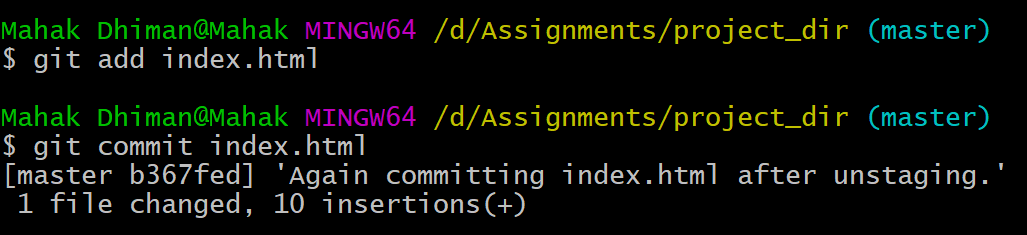 Mahak Dhiman@Mahak MINGW64 /d/Assignments/project_dir (master)
$ git add index.html
Mahak Dhiman@Mahak MINGW64 /d/Assignments/project_dir (master)
$ git commit index.html
[master b367fed] 'Again committing index.html after unstaging.'
 1 file changed, 10 insertions(+)